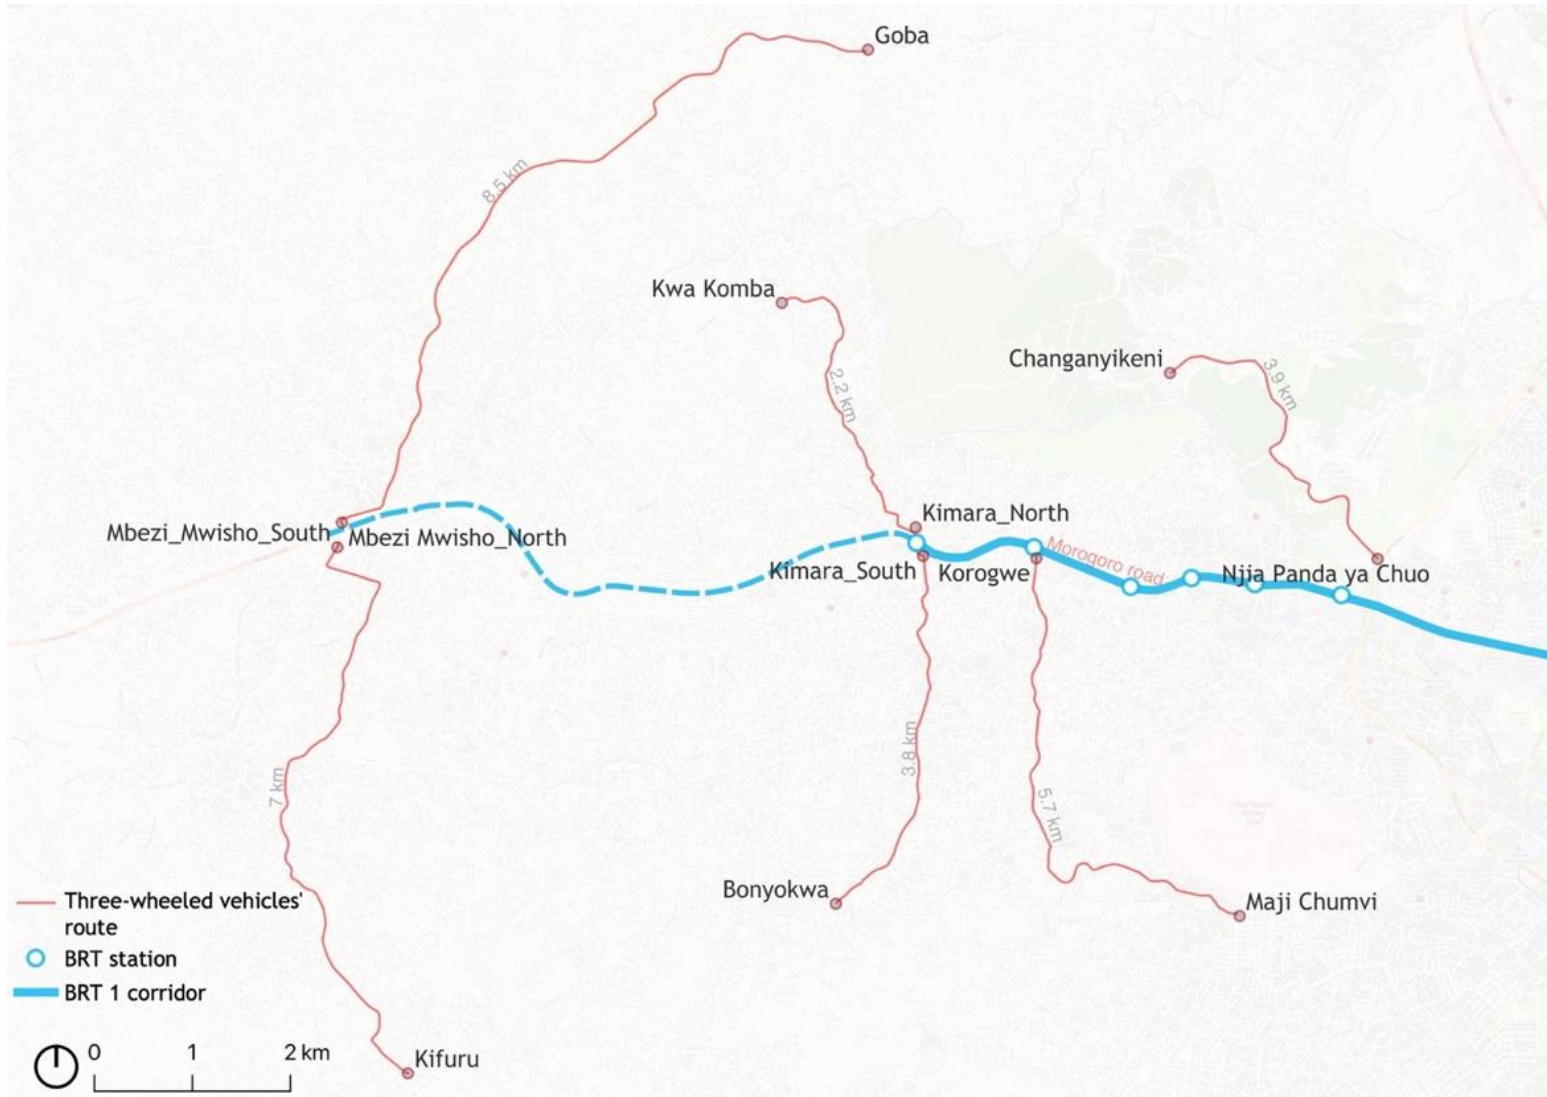 Goba
8.5 km
Kwa Komba
2.2 km
Changanyikeni
3.9 km
Mbezi_Mwisho_South
Mbezi Mwisho_North
Kimara_North
Kimara_South
Korogwe
Morogoro road
Njia Panda ya Chuo
7 km
3.8 km
5.7 km
Bonyokwa
Maji Chumvi
Three-wheeled vehicles'
route
BRT station
BRT 1 corridor
0 1 2 km
Kifuru